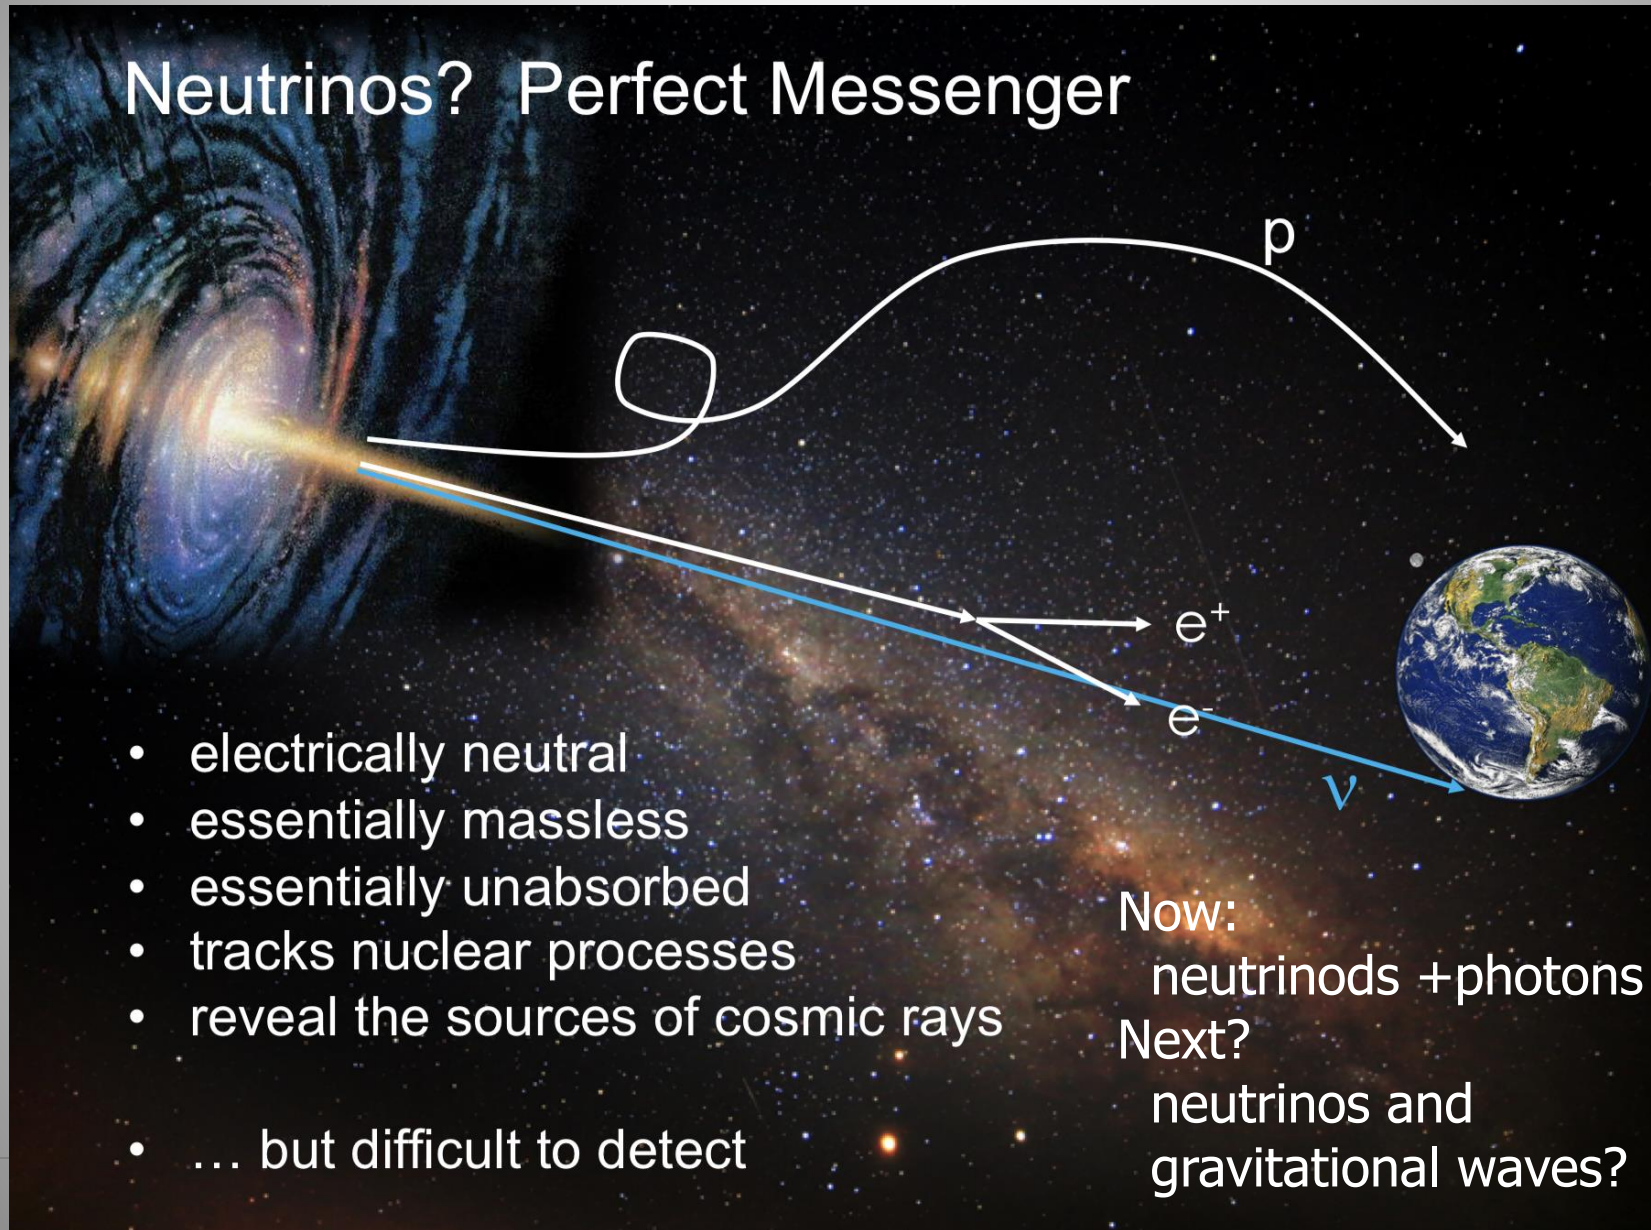 Neutrinos? Perfect Messenger
p
e⁺
e⁻
ν
• electrically neutral
• essentially massless
• essentially unabsorbed
• tracks nuclear processes
• reveal the sources of cosmic rays
• … but difficult to detect
Now:
neutrinods +photons
Next?
neutrinos and
gravitational waves?